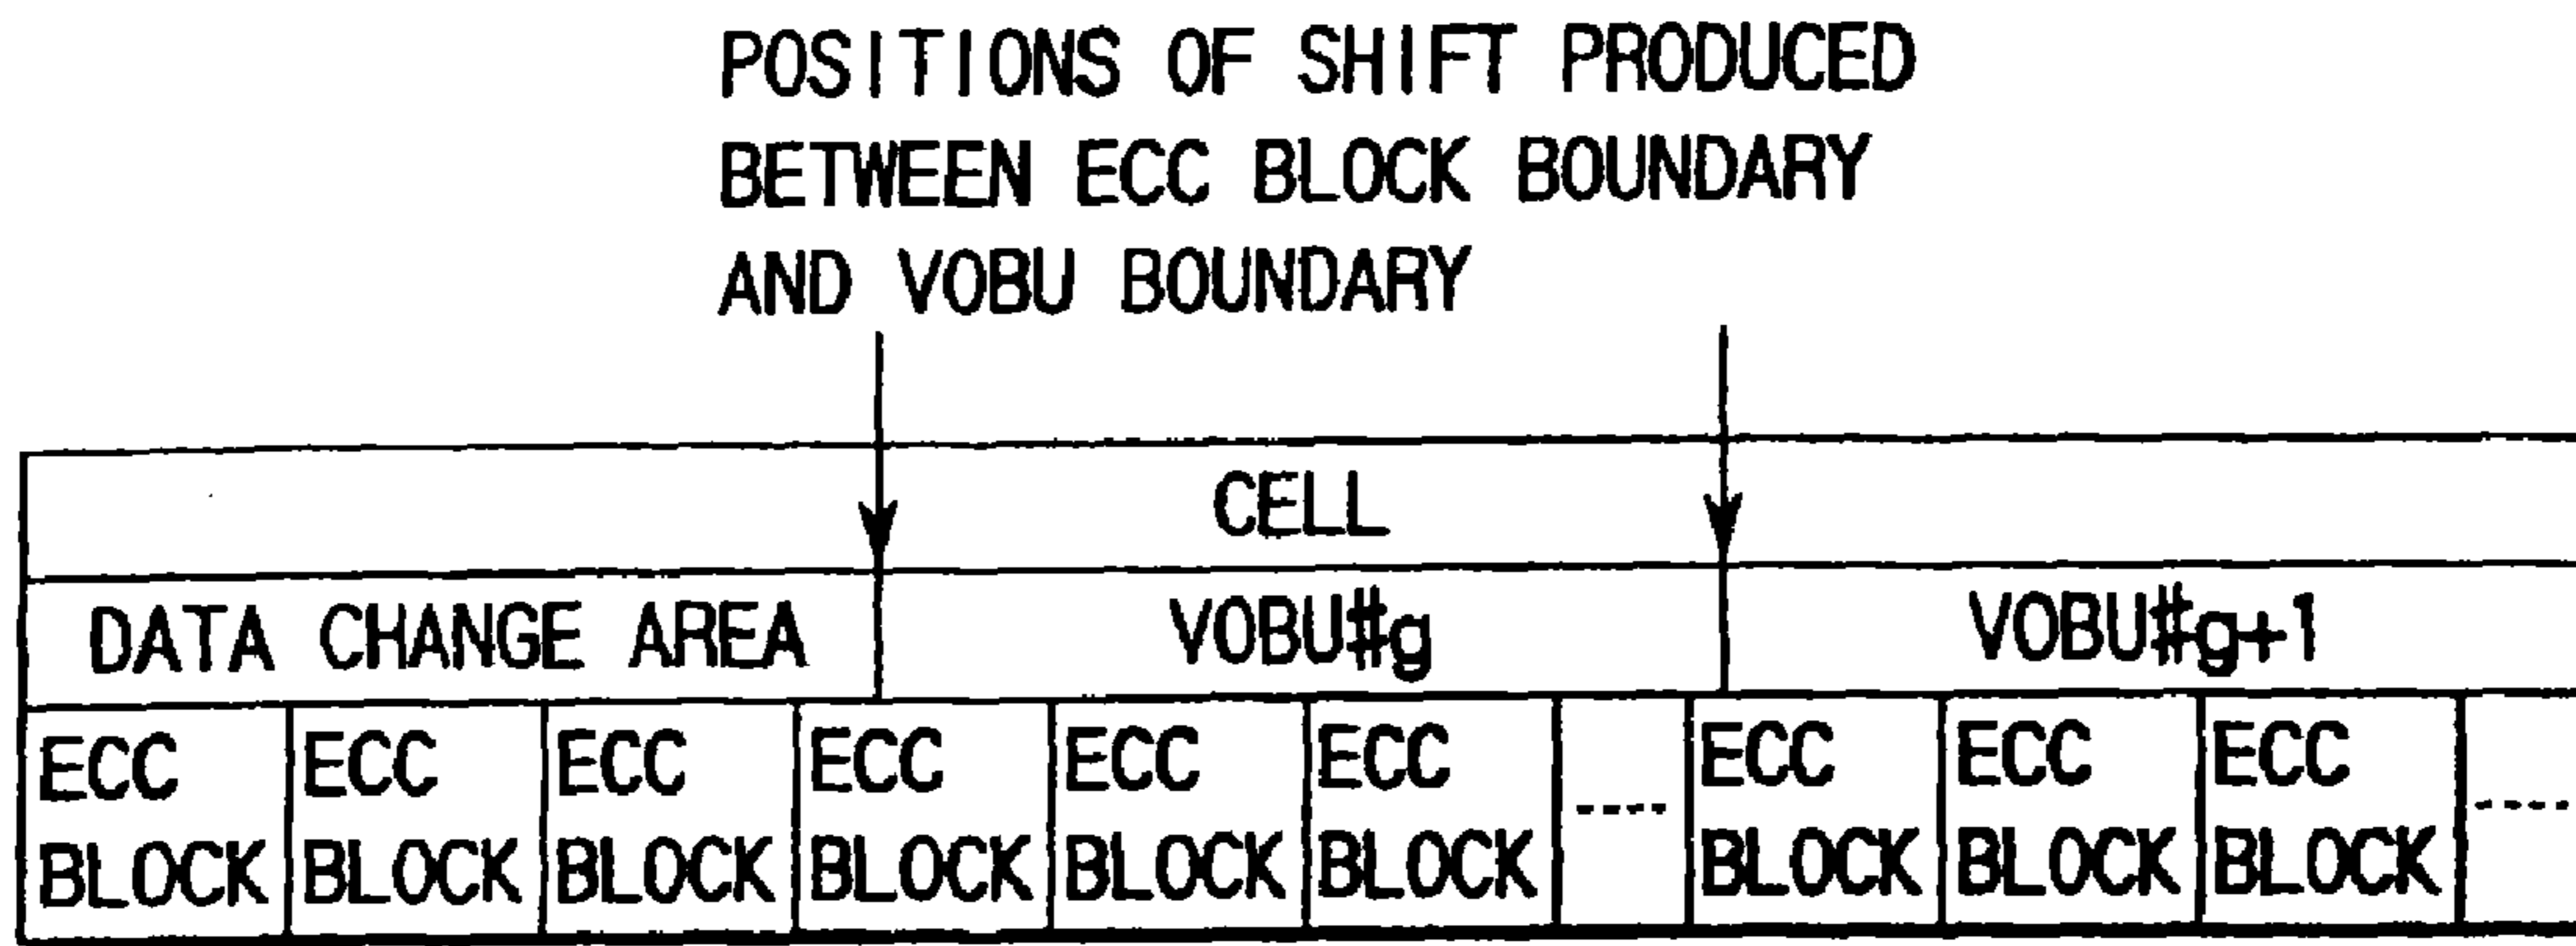 POSITIONS OF SHIFT PRODUCED
BETWEEN ECC BLOCK BOUNDARY
AND VOBU BOUNDARY
CELL
DATA CHANGE AREA VOBU#g VOBU#g+1
ECC ECC ECC ECC ECC ECC ---- ECC ECC ECC ----
BLOCK BLOCK BLOCK BLOCK BLOCK BLOCK BLOCK BLOCK BLOCK